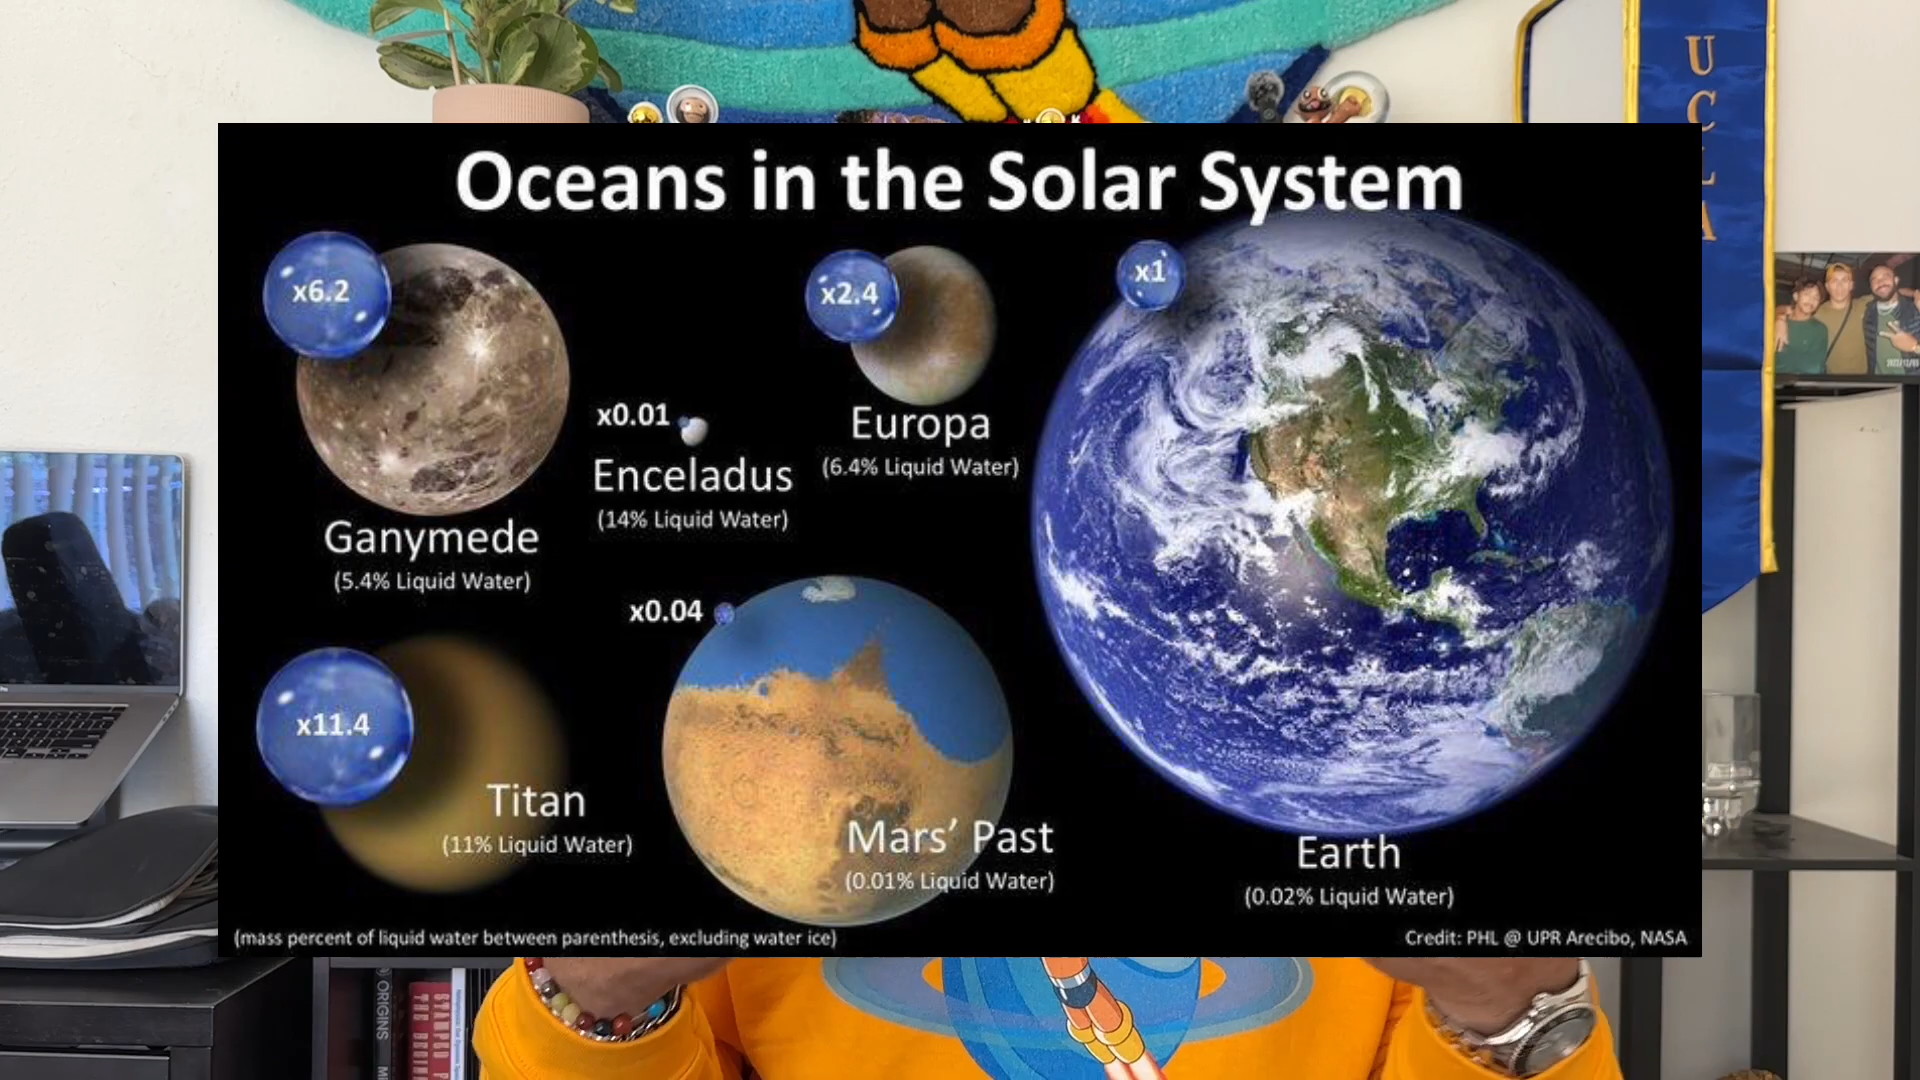 Oceans in the Solar System
x6.2
Ganymede
(5.4% Liquid Water)
x0.01
Enceladus
(14% Liquid Water)
x2.4
Europa
(6.4% Liquid Water)
x1
Earth
(0.02% Liquid Water)
x11.4
Titan
(11% Liquid Water)
x0.04
Mars’ Past
(0.01% Liquid Water)
(mass percent of liquid water between parenthesis, excluding water ice)
Credit: PHL @ UPR Arecibo, NASA
U
C
L
A
ORIGINS